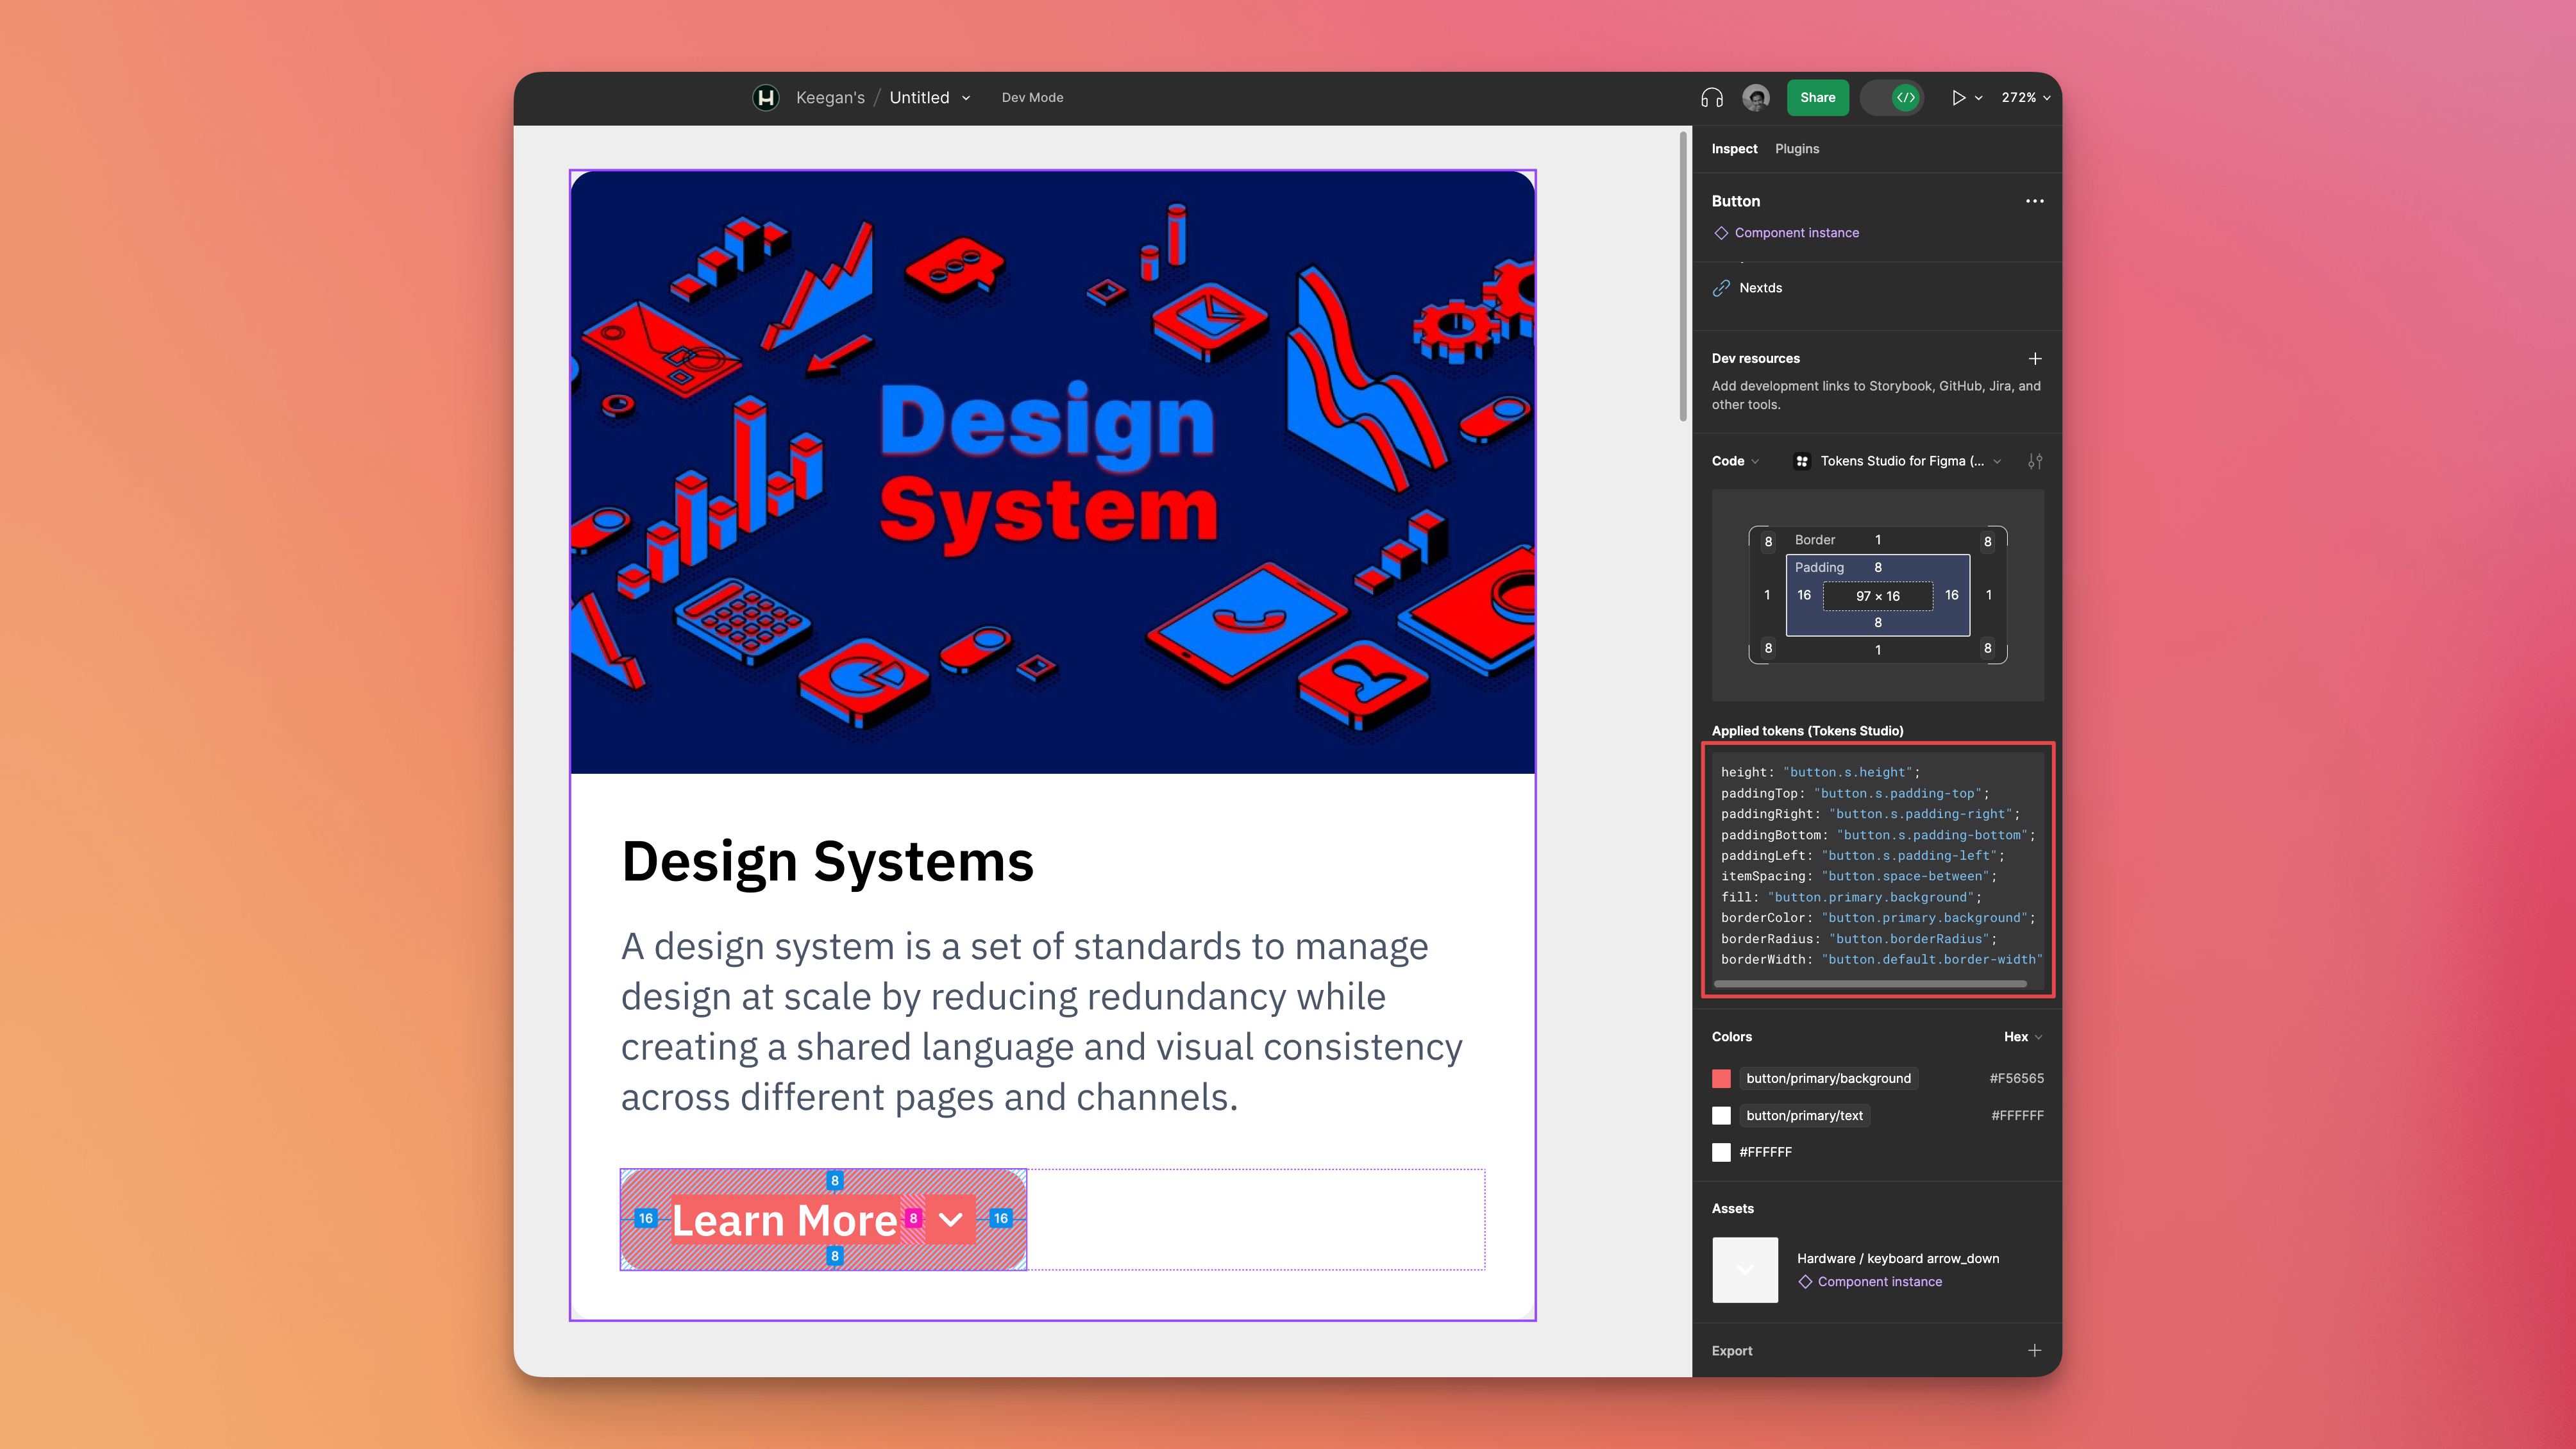 Keegan's / Untitled
Dev Mode
Share
</>
272%
Design
System
Design Systems
A design system is a set of standards to manage
design at scale by reducing redundancy while
creating a shared language and visual consistency
across different pages and channels.
8
16
Learn More
8
16
8
Inspect Plugins
Button
Component instance
Nextds
Dev resources
Add development links to Storybook, GitHub, Jira, and
other tools.
Code Tokens Studio for Figma (...
8 Border 1 8
Padding 8
1 16 97 × 16 16 1
8
8 1 8
Applied tokens (Tokens Studio)
height: "button.s.height";
paddingTop: "button.s.padding-top";
paddingRight: "button.s.padding-right";
paddingBottom: "button.s.padding-bottom";
paddingLeft: "button.s.padding-left";
itemSpacing: "button.space-between";
fill: "button.primary.background";
borderColor: "button.primary.background";
borderRadius: "button.borderRadius";
borderWidth: "button.default.border-width"
Colors Hex
button/primary/background #F56565
button/primary/text #FFFFFF
#FFFFFF
Assets
Hardware / keyboard arrow_down
Component instance
Export